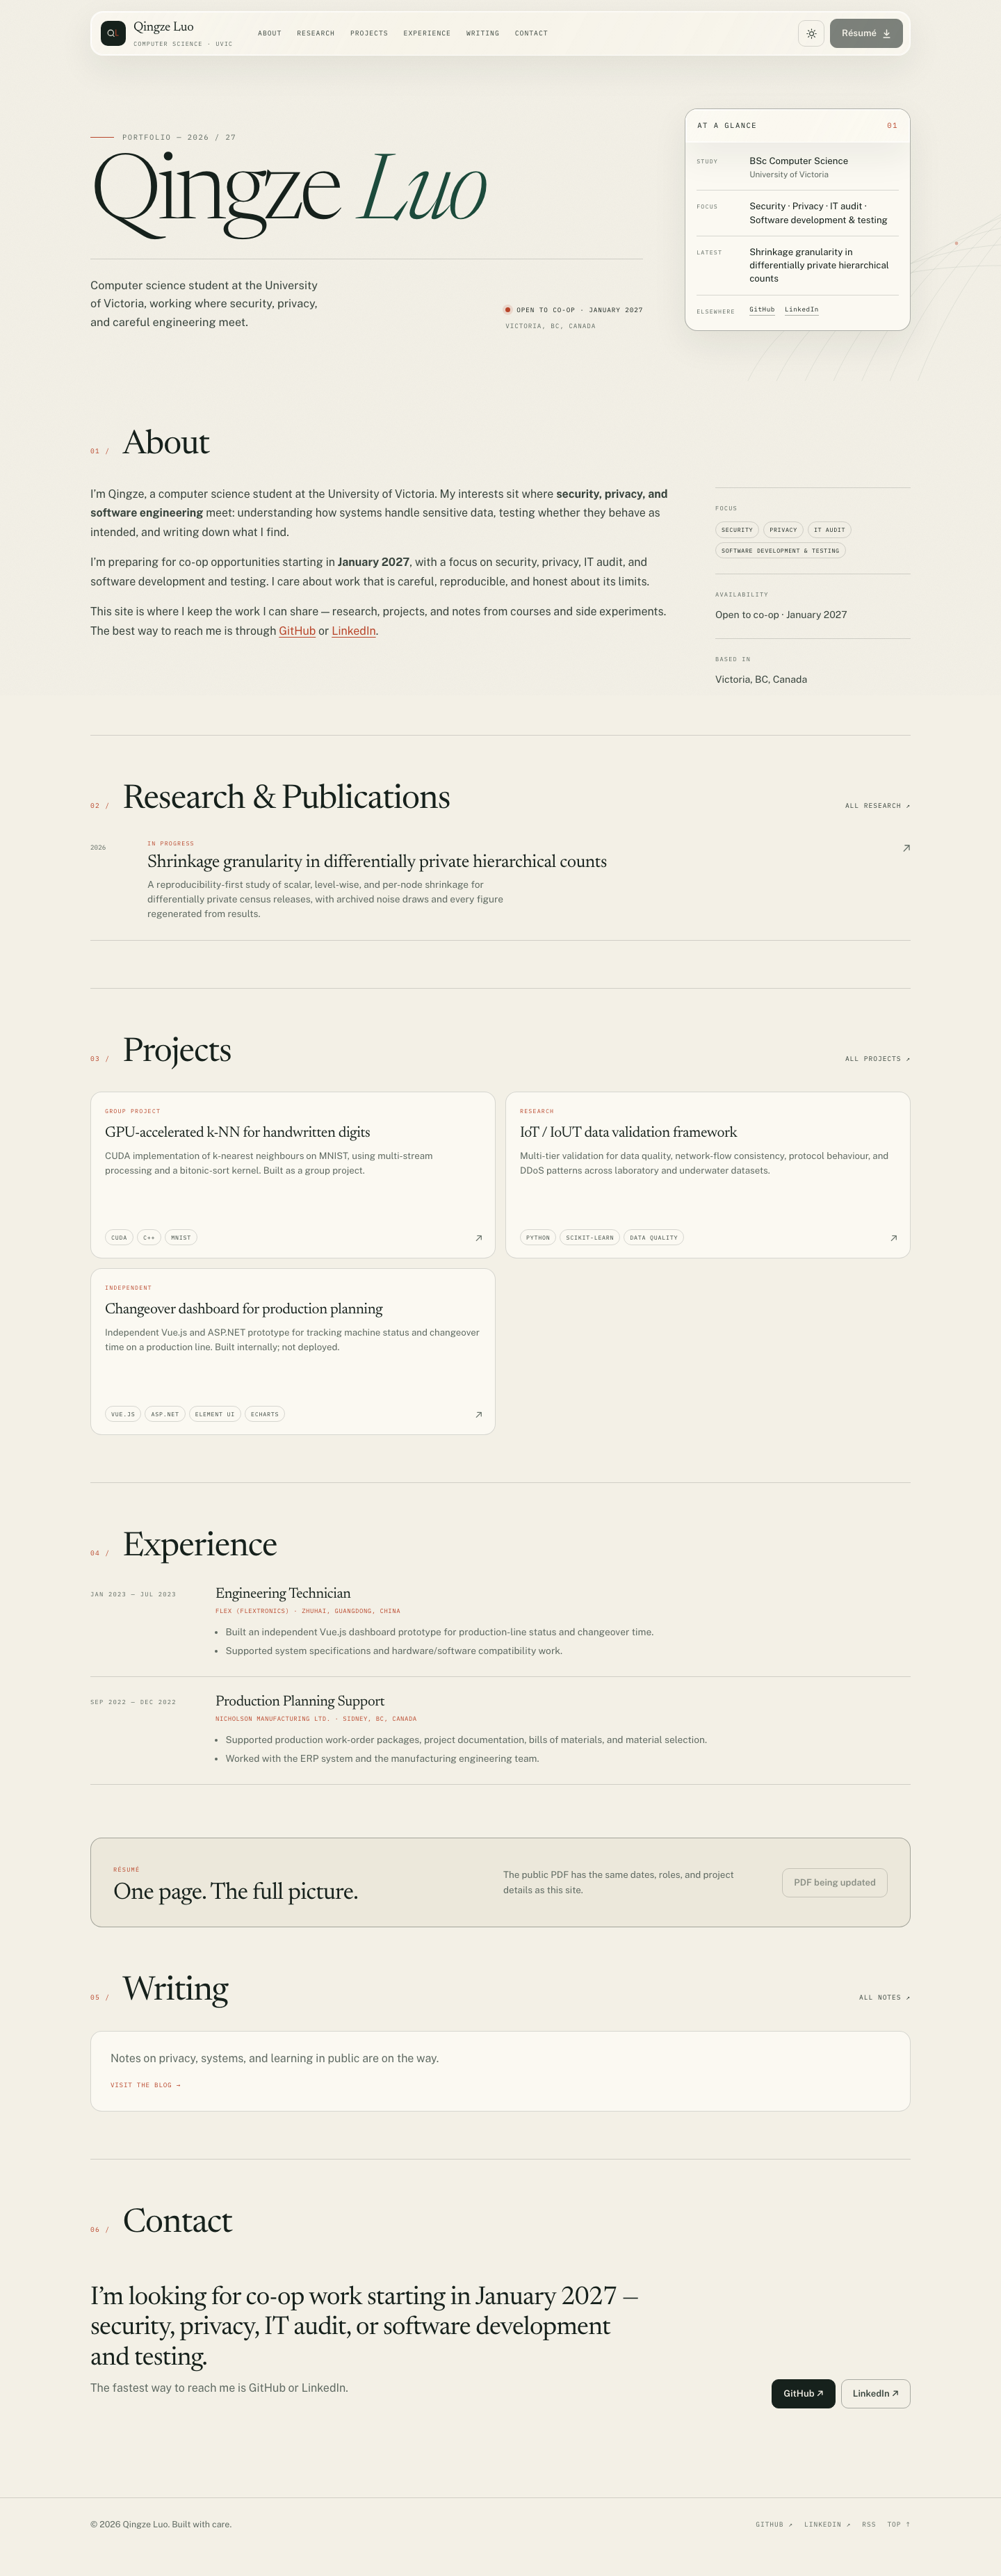 Qingze Luo
COMPUTER SCIENCE · UVIC
ABOUT RESEARCH PROJECTS EXPERIENCE WRITING CONTACT
Résumé
PORTFOLIO — 2026 / 27
Qingze Luo
Computer science student at the University
of Victoria, working where security, privacy,
and careful engineering meet.
OPEN TO CO-OP · JANUARY 2027
VICTORIA, BC, CANADA
AT A GLANCE 01
STUDY
BSc Computer Science
University of Victoria
FOCUS
Security · Privacy · IT audit ·
Software development & testing
LATEST
Shrinkage granularity in
differentially private hierarchical
counts
ELSEWHERE
GitHub LinkedIn
01 / About
I’m Qingze, a computer science student at the University of Victoria. My interests sit where security, privacy, and
software engineering meet: understanding how systems handle sensitive data, testing whether they behave as
intended, and writing down what I find.
I’m preparing for co-op opportunities starting in January 2027, with a focus on security, privacy, IT audit, and
software development and testing. I care about work that is careful, reproducible, and honest about its limits.
This site is where I keep the work I can share — research, projects, and notes from courses and side experiments.
The best way to reach me is through GitHub or LinkedIn.
FOCUS
SECURITY PRIVACY IT AUDIT
SOFTWARE DEVELOPMENT & TESTING
AVAILABILITY
Open to co-op · January 2027
BASED IN
Victoria, BC, Canada
02 / Research & Publications
ALL RESEARCH ↗
2026
IN PROGRESS
Shrinkage granularity in differentially private hierarchical counts
A reproducibility-first study of scalar, level-wise, and per-node shrinkage for
differentially private census releases, with archived noise draws and every figure
regenerated from results.
03 / Projects
ALL PROJECTS ↗
GROUP PROJECT
GPU-accelerated k-NN for handwritten digits
CUDA implementation of k-nearest neighbours on MNIST, using multi-stream
processing and a bitonic-sort kernel. Built as a group project.
CUDA C++ MNIST
RESEARCH
IoT / IoUT data validation framework
Multi-tier validation for data quality, network-flow consistency, protocol behaviour, and
DDoS patterns across laboratory and underwater datasets.
PYTHON SCIKIT-LEARN DATA QUALITY
INDEPENDENT
Changeover dashboard for production planning
Independent Vue.js and ASP.NET prototype for tracking machine status and changeover
time on a production line. Built internally; not deployed.
VUE.JS ASP.NET ELEMENT UI ECHARTS
04 / Experience
JAN 2023 — JUL 2023
Engineering Technician
FLEX (FLEXTRONICS) · ZHUHAI, GUANGDONG, CHINA
• Built an independent Vue.js dashboard prototype for production-line status and changeover time.
• Supported system specifications and hardware/software compatibility work.
SEP 2022 — DEC 2022
Production Planning Support
NICHOLSON MANUFACTURING LTD. · SIDNEY, BC, CANADA
• Supported production work-order packages, project documentation, bills of materials, and material selection.
• Worked with the ERP system and the manufacturing engineering team.
RÉSUMÉ
One page. The full picture.
The public PDF has the same dates, roles, and project
details as this site.
PDF being updated
05 / Writing
ALL NOTES ↗
Notes on privacy, systems, and learning in public are on the way.
VISIT THE BLOG →
06 / Contact
I’m looking for co-op work starting in January 2027 —
security, privacy, IT audit, or software development
and testing.
The fastest way to reach me is GitHub or LinkedIn.
GitHub ↗ LinkedIn ↗
© 2026 Qingze Luo. Built with care.
GITHUB ↗ LINKEDIN ↗ RSS TOP ↑